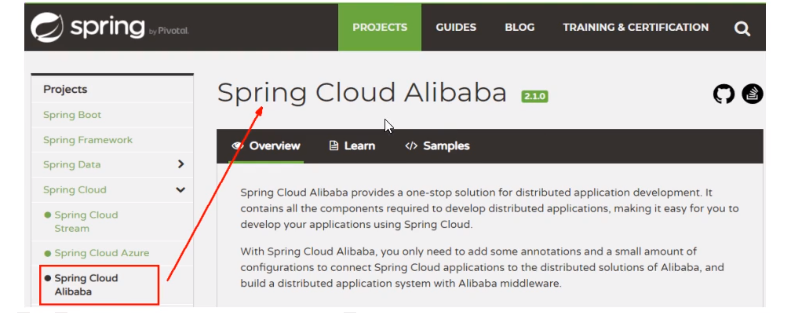 spring by Pivotal.
PROJECTS GUIDES BLOG TRAINING & CERTIFICATION
Projects
Spring Boot
Spring Framework
Spring Data
Spring Cloud
Spring Cloud
Stream
Spring Cloud Azure
Spring Cloud
Alibaba
Spring Cloud Alibaba 2.1.0
Overview Learn </> Samples
Spring Cloud Alibaba provides a one-stop solution for distributed application development. It
contains all the components required to develop distributed applications, making it easy for you to
develop your applications using Spring Cloud.
With Spring Cloud Alibaba, you only need to add some annotations and a small amount of
configurations to connect Spring Cloud applications to the distributed solutions of Alibaba, and
build a distributed application system with Alibaba middleware.